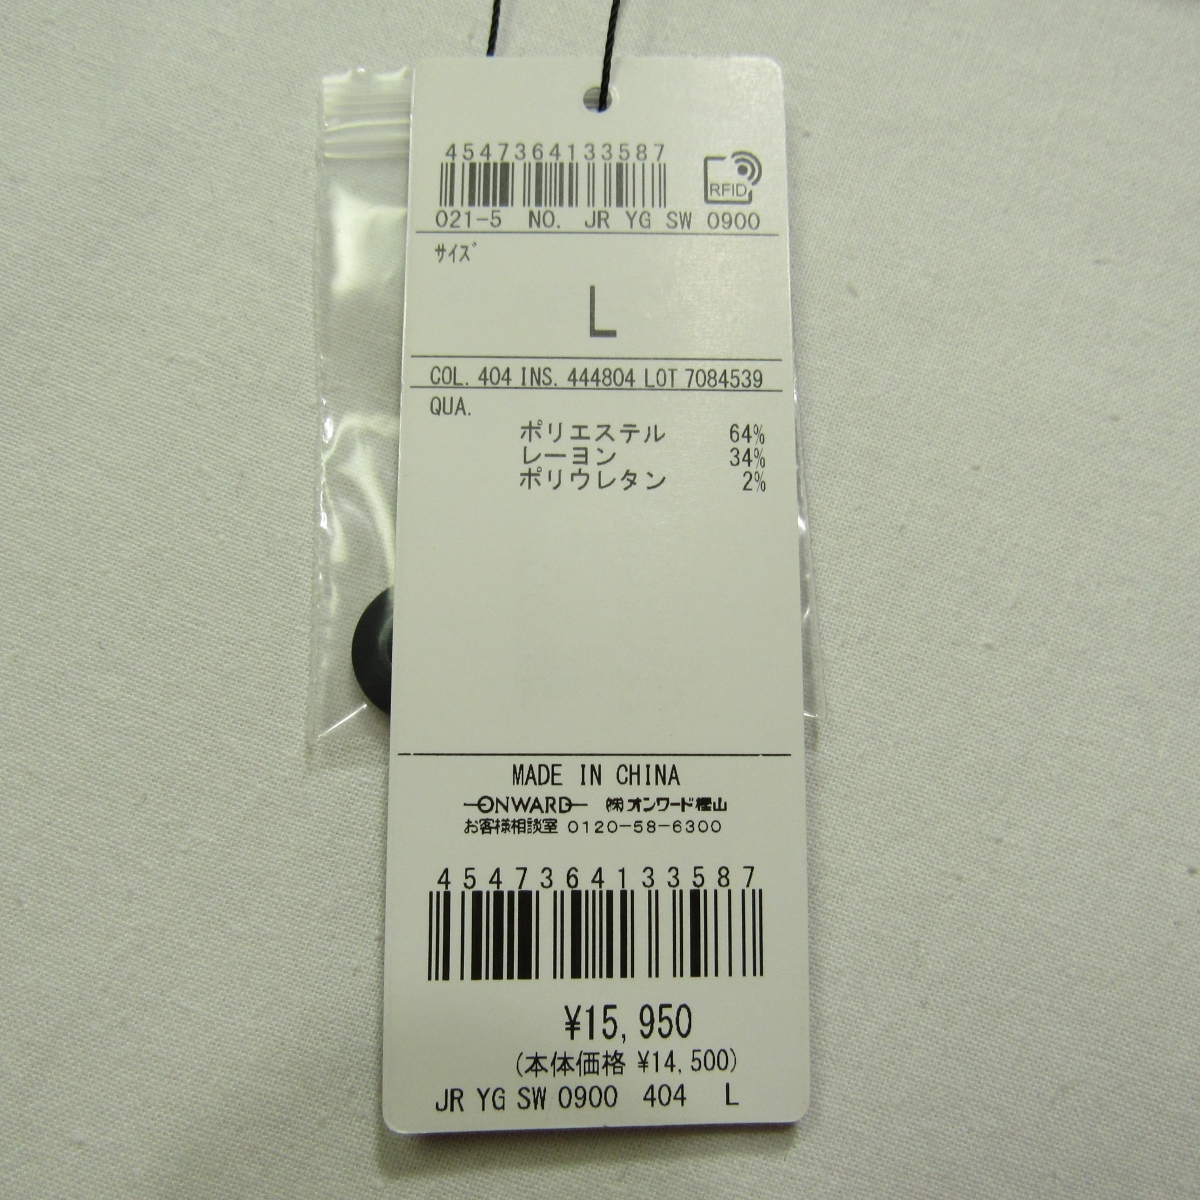 4547364133587
RFID
021-5 NO. JR YG SW 0900
ｻｲｽﾞ
L
COL. 404 INS. 444804 LOT 7084539
QUA.
ポリエステル 64%
レーヨン 34%
ポリウレタン 2%
MADE IN CHINA
ONWARD ㈱オンワード樫山
お客様相談室 0120-58-6300
4547364133587
¥15,950
(本体価格 ¥14,500)
JR YG SW 0900 404 L